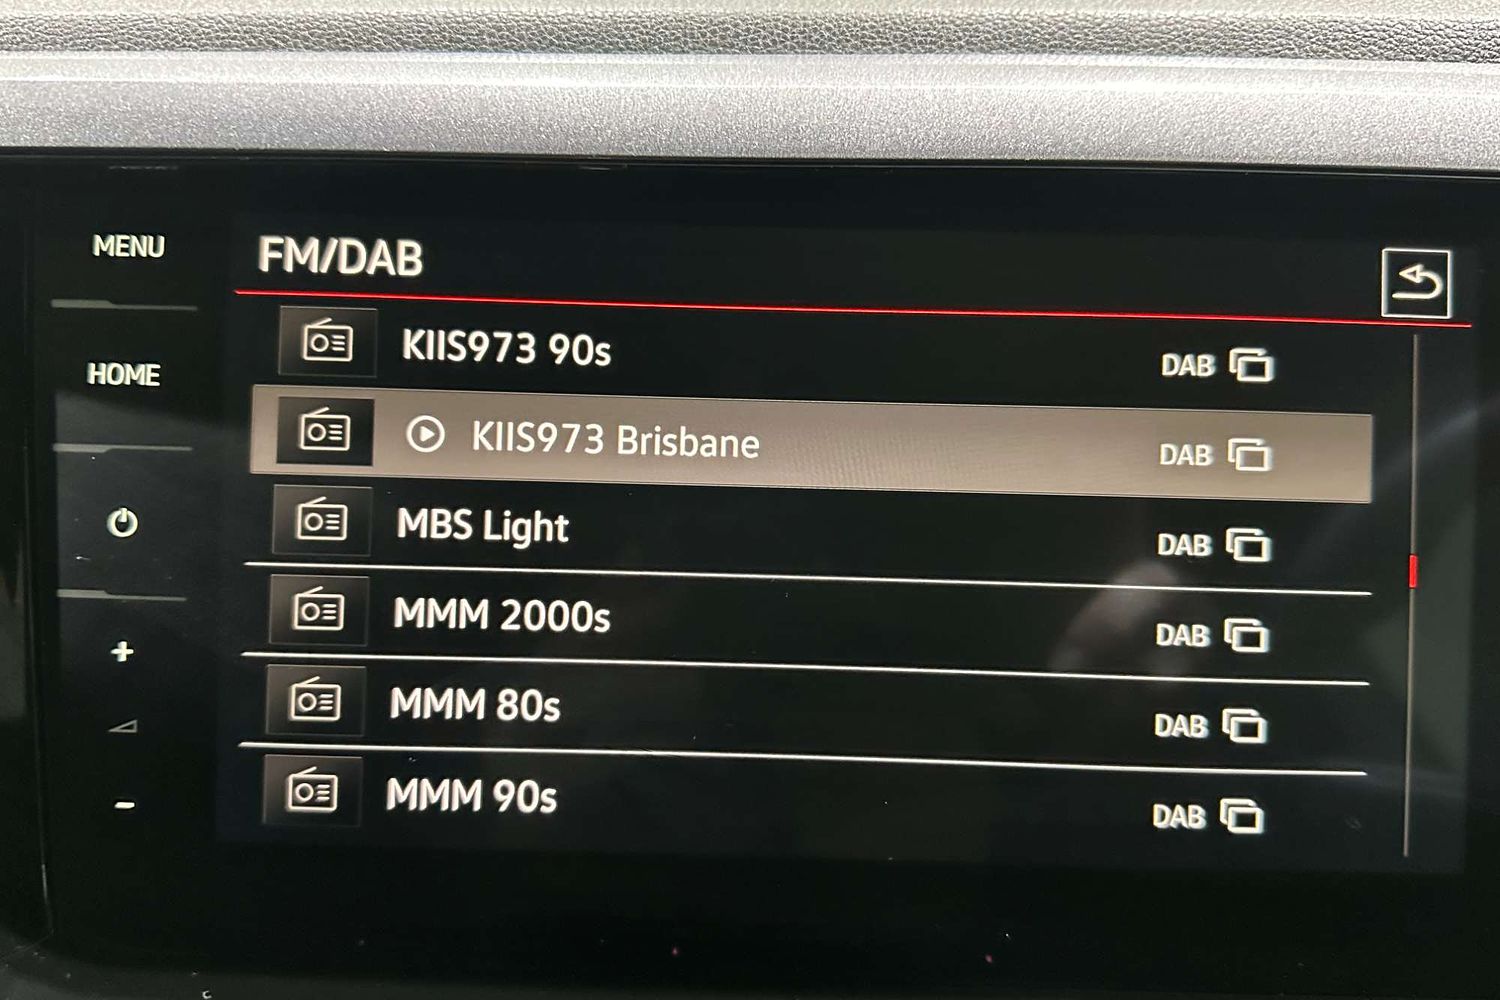 MENU
FM/DAB
HOME
KIIS973 90s DAB
KIIS973 Brisbane DAB
MBS Light DAB
MMM 2000s DAB
MMM 80s DAB
MMM 90s DAB
+
-